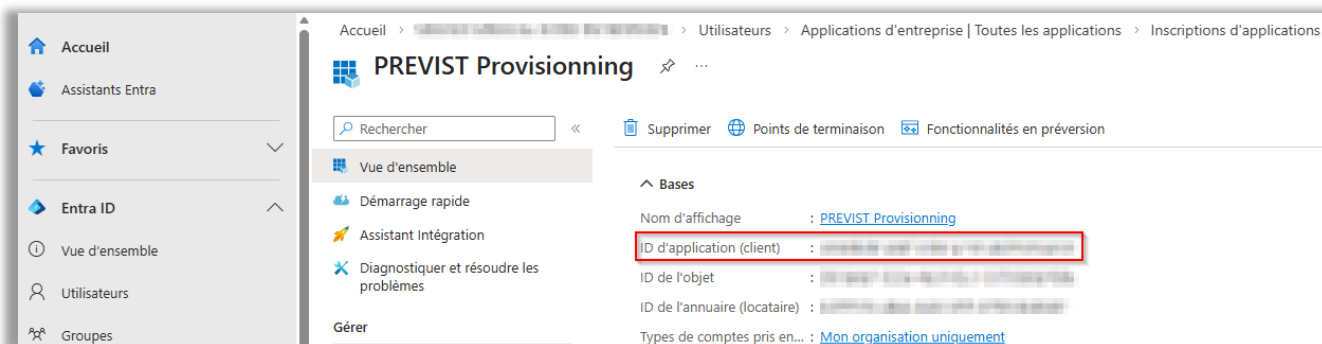 Accueil > > Utilisateurs > Applications d'entreprise | Toutes les applications > Inscriptions d'applications
PREVIST Provisionning
Accueil
Assistants Entra
Favoris
Entra ID
Vue d'ensemble
Utilisateurs
Groupes
Rechercher
Vue d'ensemble
Démarrage rapide
Assistant Intégration
Diagnostiquer et résoudre les
problèmes
Gérer
Supprimer Points de terminaison Fonctionnalités en préversion
Bases
Nom d'affichage : PREVIST Provisionning
ID d'application (client) :
ID de l'objet :
ID de l'annuaire (locataire) :
Types de comptes pris en... : Mon organisation uniquement